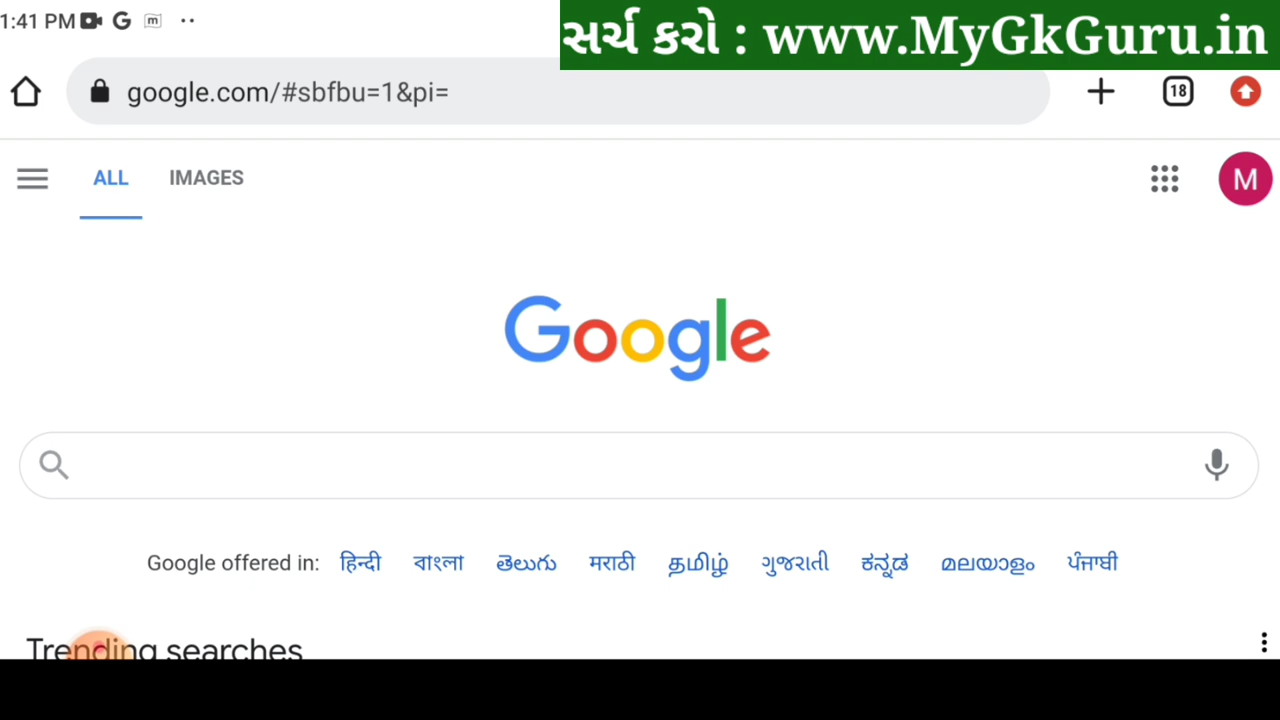 1:41 PM
સર્ચ કરો : www.MyGkGuru.in
google.com/#sbfbu=1&pi=
18
ALL IMAGES
M
Google
Google offered in: हिन्दी বাংলা తెలుగు मराठी தமிழ் ગુજરાતી ಕನ್ನಡ മലയാളം ਪੰਜਾਬੀ
Trending searches